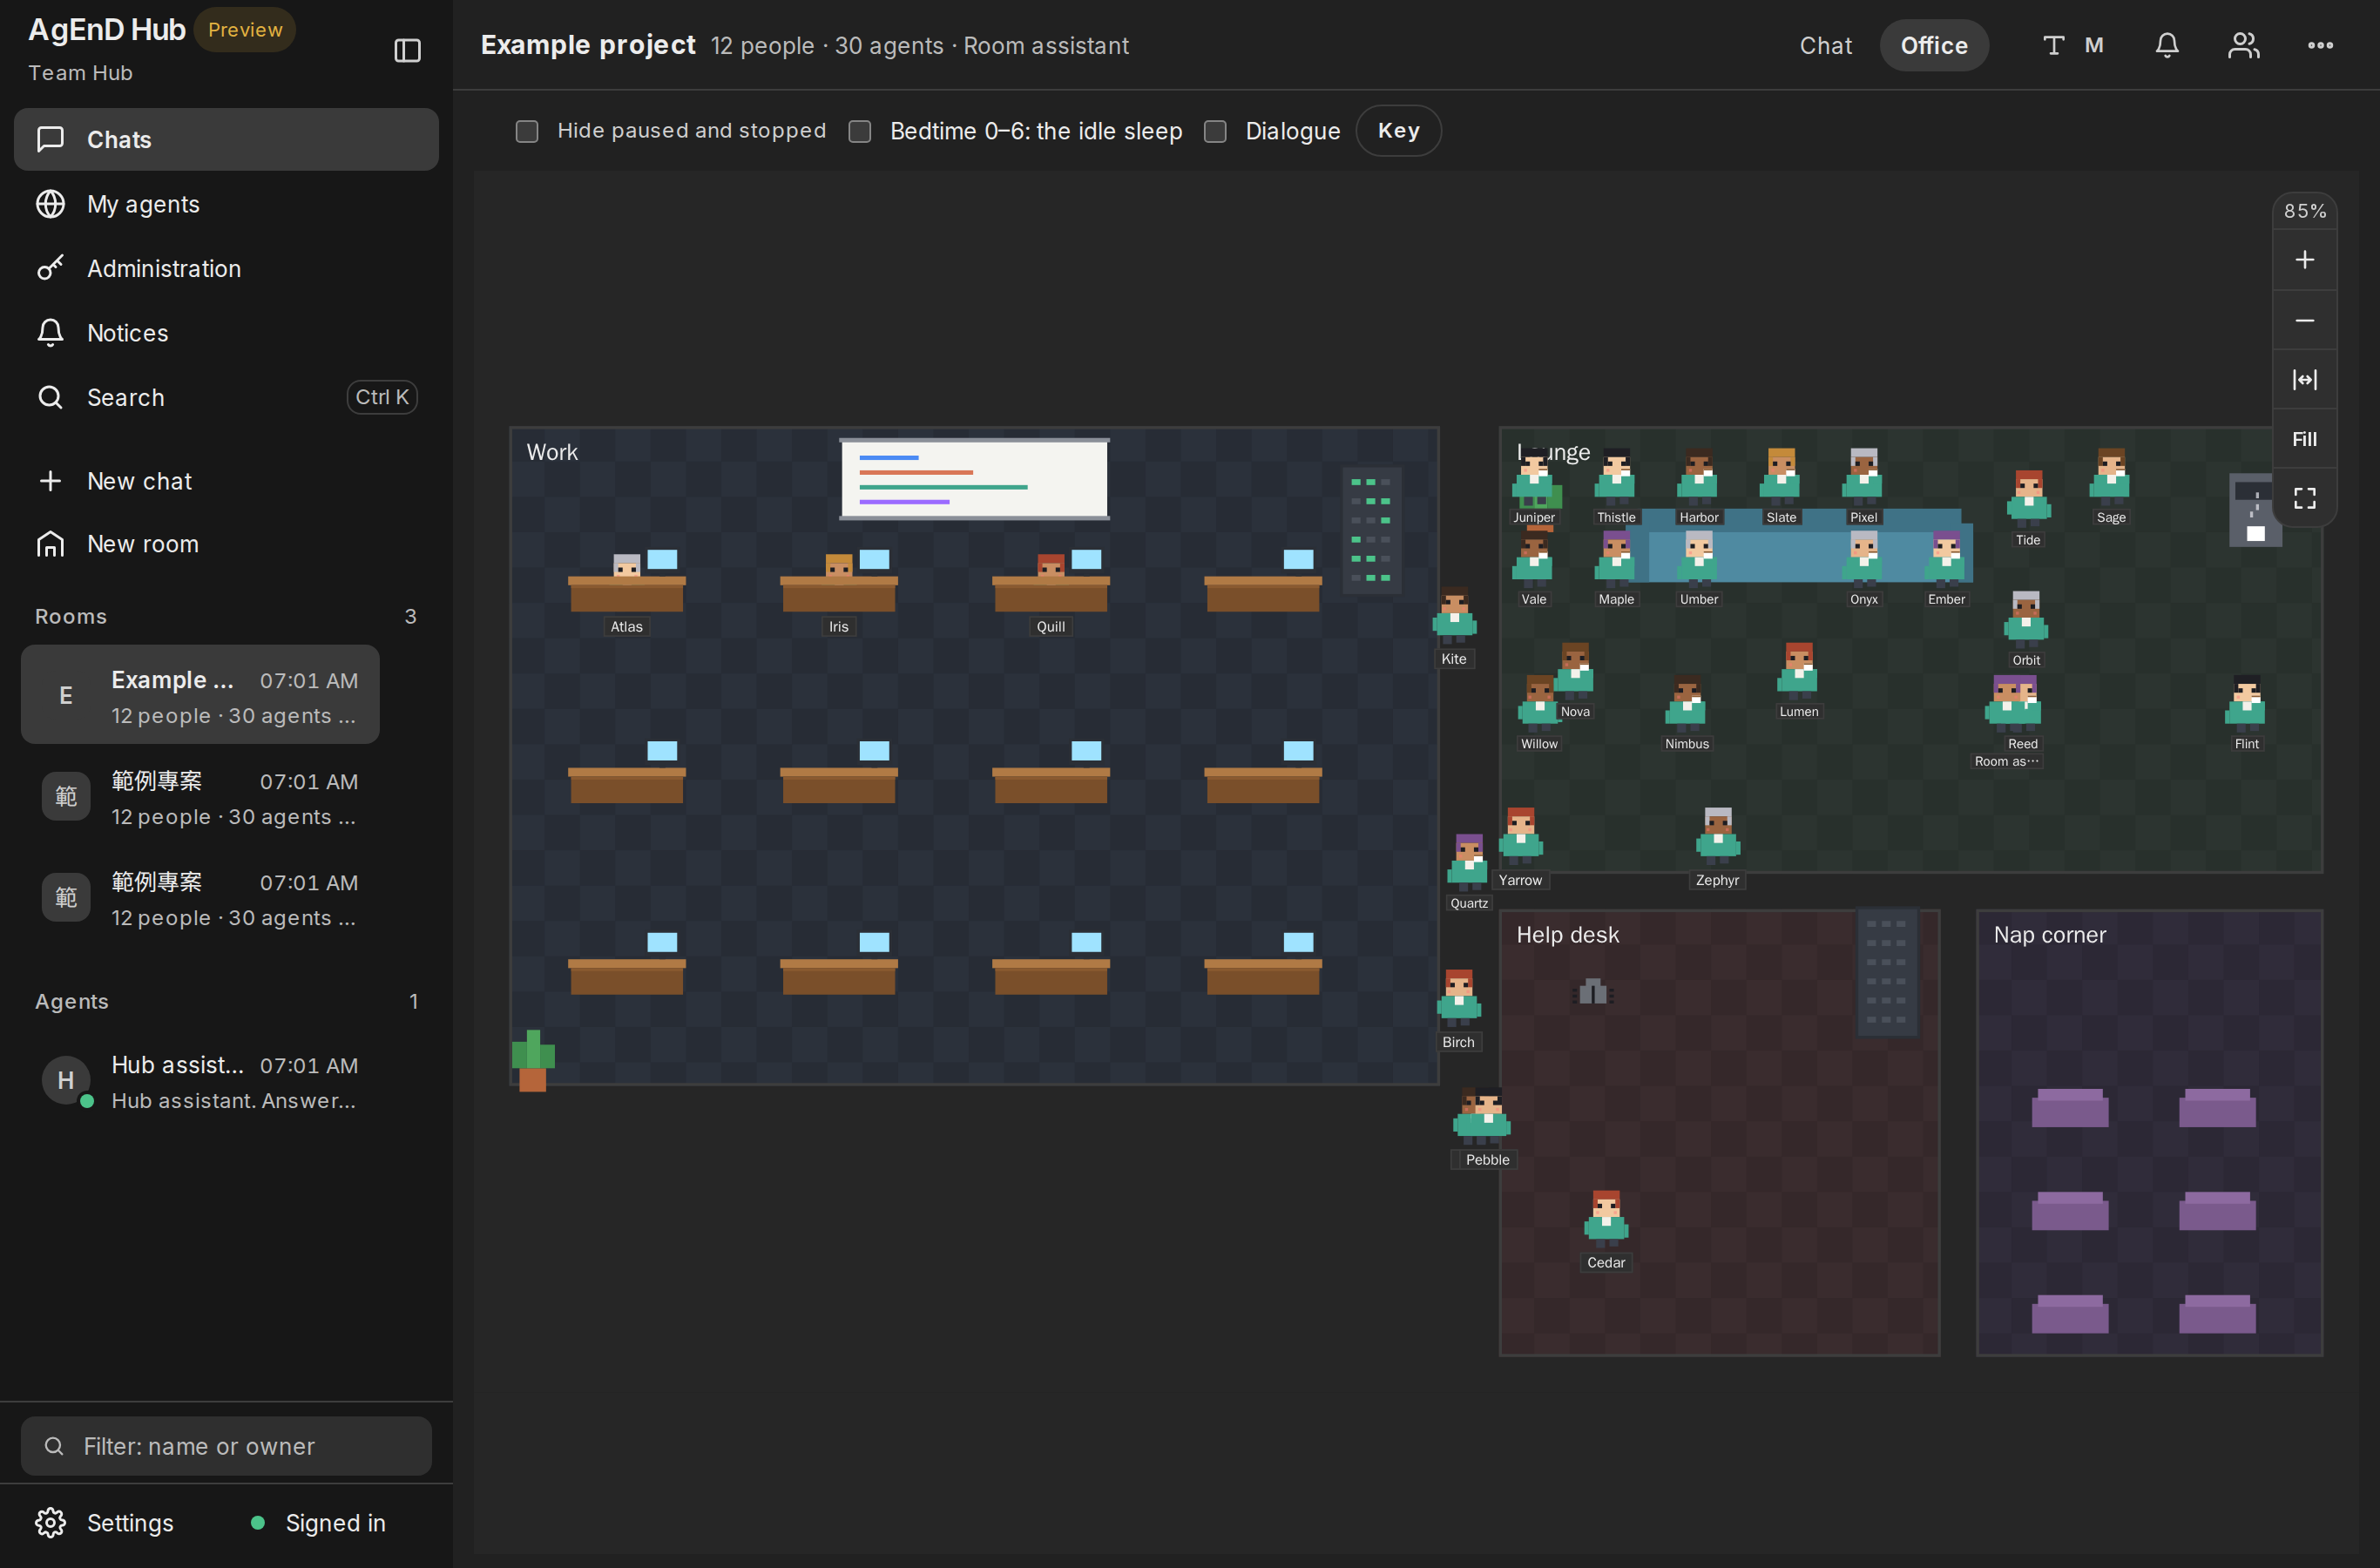 AgEnD Hub Preview
Team Hub
Chats
My agents
Administration
Notices
Search Ctrl K
New chat
New room
Rooms 3
E Example ... 07:01 AM
12 people · 30 agents ...
範 範例專案 07:01 AM
12 people · 30 agents ...
範 範例專案 07:01 AM
12 people · 30 agents ...
Agents 1
H Hub assist... 07:01 AM
Hub assistant. Answer...
Filter: name or owner
Settings Signed in
Example project 12 people · 30 agents · Room assistant
Chat Office T M
Hide paused and stopped Bedtime 0–6: the idle sleep Dialogue Key
85%
Fill
Work
Atlas Iris Quill
Kite
Quartz
Birch
Pebble
Lounge
Juniper Thistle Harbor Slate Pixel Sage
Tide
Vale Maple Umber Onyx Ember
Orbit
Nova Lumen
Willow Nimbus Reed Flint
Room as...
Yarrow Zephyr
Help desk
Cedar
Nap corner